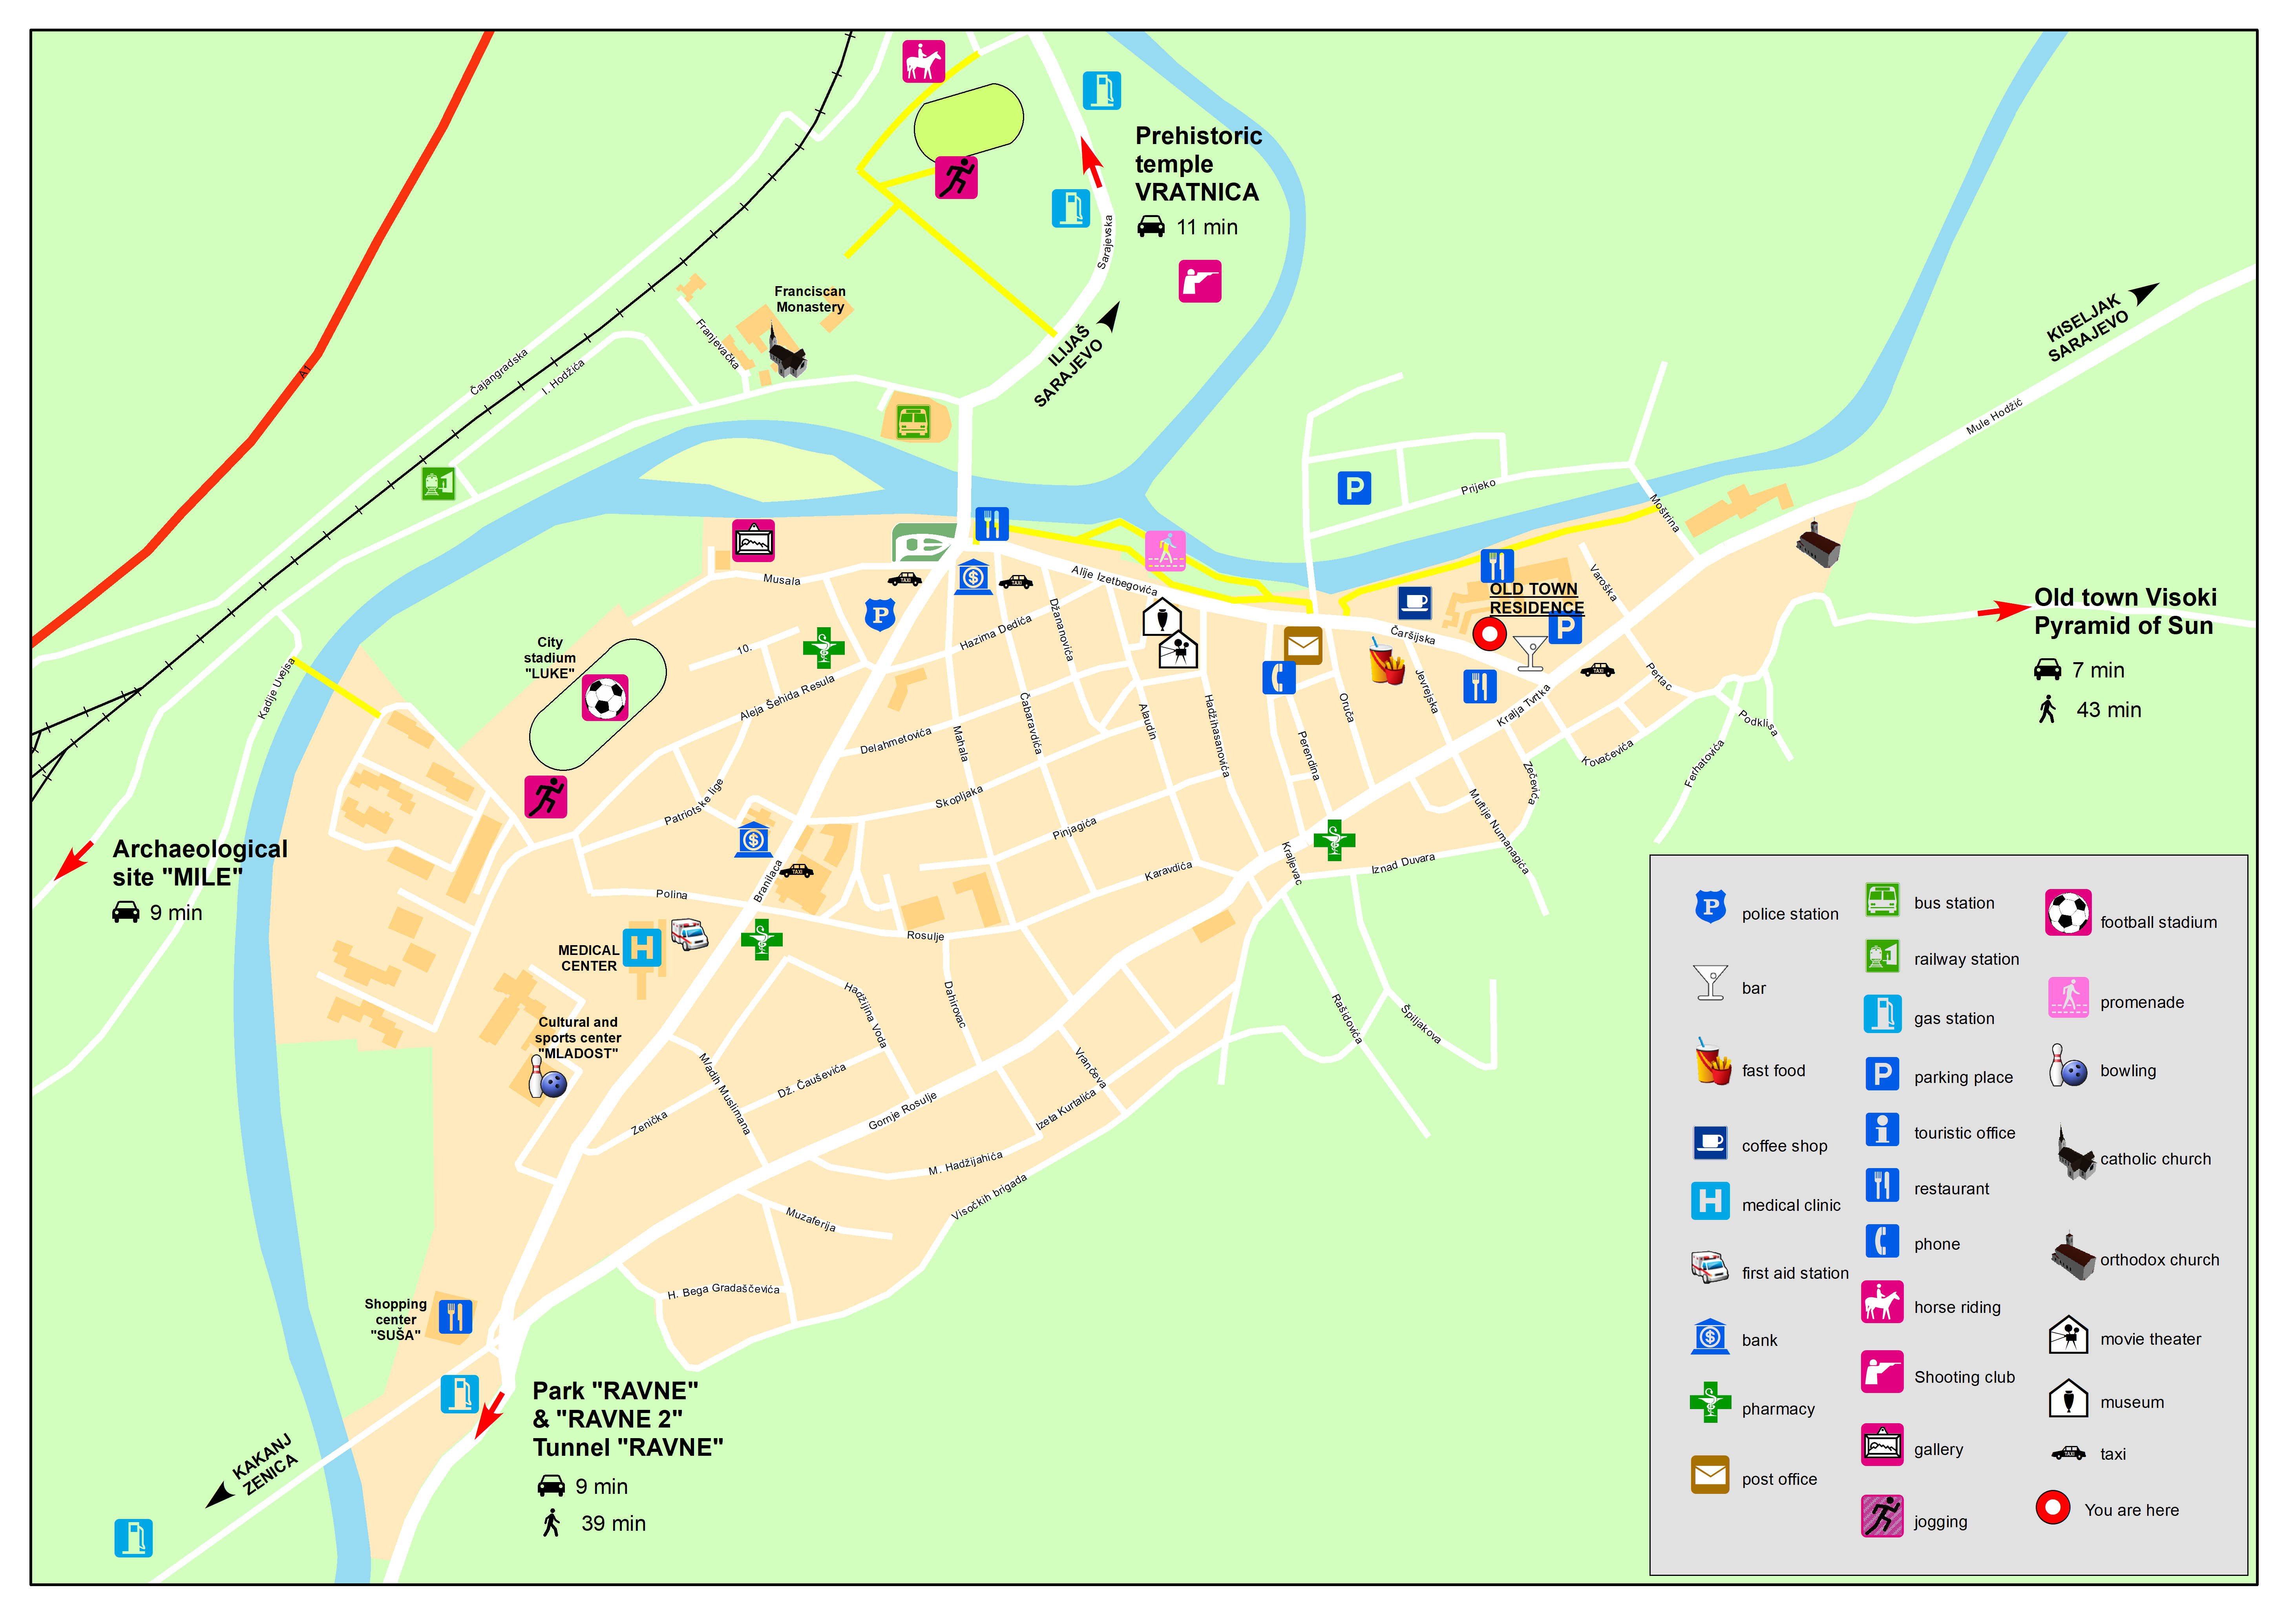 Prehistoric
temple
VRATNICA
11 min
Sarajevska
ILIJAŠ
SARAJEVO
KISELJAK
SARAJEVO
Mule Hodžić
Franciscan
Monastery
Franjevačka
A1
Čajangradska
I. Hodžića
Prijeko
Moštrina
Musala
TAXI
TAXI
P
P
Alije Izetbegovića
Džananovića
Hazima Dedića
OLD TOWN
RESIDENCE
P
Varoška
Čaršijska
Old town Visoki
Pyramid of Sun
7 min
43 min
City
stadium
"LUKE"
10.
Aleja Šehida Resula
Kadije Uvejsa
Delahmetovića
Mahala
Čabaravdića
Alaudin
Hadžihasanovića
Perendina
Oruča
Jevrejska
Kralja Tvrtka
TAXI
Pertac
Podklisa
Kovačevića
Ferhatovića
Zečevića
Muftije Numanagića
Patriotske lige
Skopljaka
Pinjagića
Karavdića
Kraljevac
Iznad Duvara
Archaeological
site "MILE"
9 min
Branilaca
TAXI
Polina
Rosulje
MEDICAL
CENTER
H
Cultural and
sports center
"MLADOST"
Hadžijina Voda
Dahirovac
Mladih Muslimana
Dž. Čauševića
Zenička
Gornje Rosulje
Vrančeva
Izeta Kurtalića
M. Hadžijahića
Visočkih brigada
Muzaferija
H. Bega Gradaščevića
Rašidovića
Špiljakova
Shopping
center
"SUŠA"
Park "RAVNE"
& "RAVNE 2"
Tunnel "RAVNE"
9 min
39 min
KAKANJ
ZENICA
P police station
bar
fast food
coffee shop
H medical clinic
first aid station
bank
pharmacy
post office
bus station
railway station
gas station
P parking place
i touristic office
restaurant
phone
horse riding
Shooting club
gallery
jogging
football stadium
promenade
bowling
catholic church
orthodox church
movie theater
museum
TAXI taxi
You are here